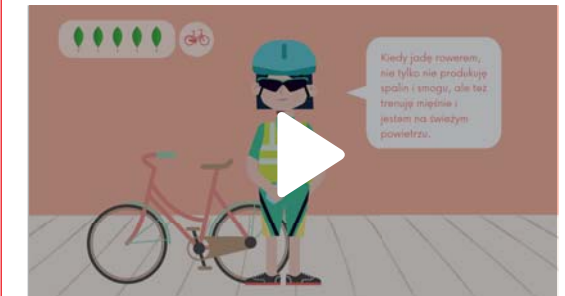 Kiedy jadę rowerem,
nie tylko nie produkuję
spalin i smogu, ale też
trenuję mięśnie i
jestem na świeżym
powietrzu.